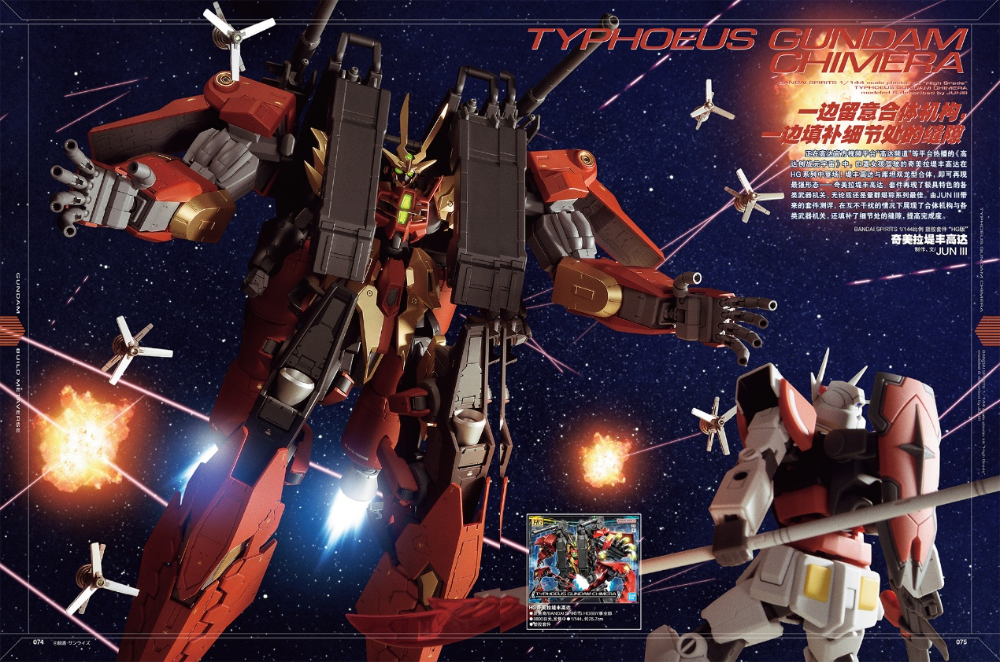 TYPHOEUS GUNDAM
CHIMERA
BANDAI SPIRITS 1/144 scale plastic kit "High Grade"
TYPHOEUS GUNDAM CHIMERA
modeled & described by JUNIII
一边留意合体机构,
一边填补细节处的缝隙
正在高达官方视频平台“高达频道”等平台热播的《高
达创战元宇宙》中,口罩女孩驾驶的奇美拉堤丰高达在
HG系列中登场!堤丰高达与库坦双龙型合体,即可再现
最强形态——奇美拉堤丰高达。套件再现了极具特色的各
类武器机关,无论质还是量都堪称系列最佳。由JUN III带
来的套件测评,在互不干扰的情况下展现了合体机构与各
类武器机关,还填补了细节处的缝隙,提高完成度。
BANDAI SPIRITS 1/144比例 塑胶套件 “HG版”
奇美拉堤丰高达
制作、文/JUN III
GUNDAM BUILD METAVERSE
TYPHOEUS GUNDAM CHIMERA
BANDAI SPIRITS 1/144 scale plastic kit "High Grade"
modeled & described by JUNIII
HG
TYPHOEUS GUNDAM CHIMERA
HG奇美拉堤丰高达
●发售商/BANDAI SPIRITS HOBBY事业部
●8800日元,发售中●1/144,约25.7cm
●塑胶套件
074
©創通・サンライズ
075